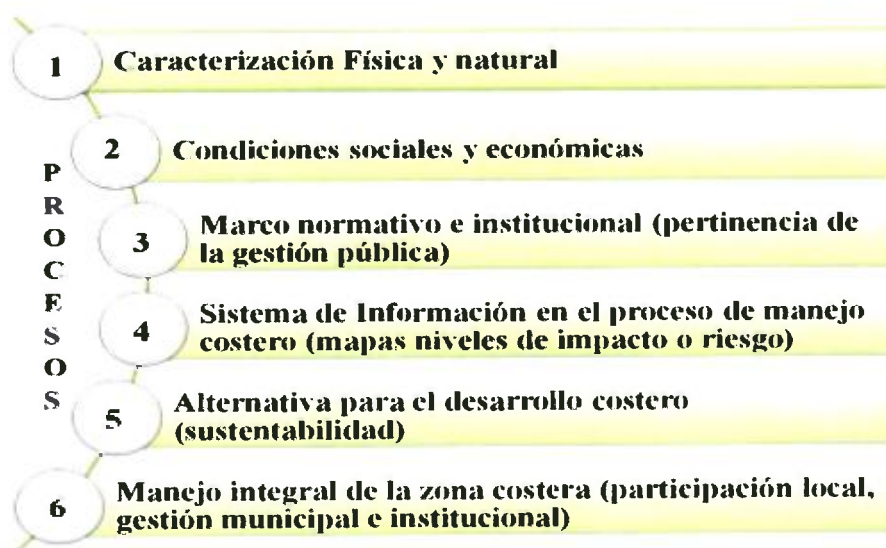 1 Caracterización Física y natural
2 Condiciones sociales y económicas
PROCESOS
3 Marco normativo e institucional (pertinencia de
la gestión pública)
4 Sistema de Información en el proceso de manejo
costero (mapas niveles de impacto o riesgo)
5 Alternativa para el desarrollo costero
(sustentabilidad)
6 Manejo integral de la zona costera (participación local,
gestión municipal e institucional)